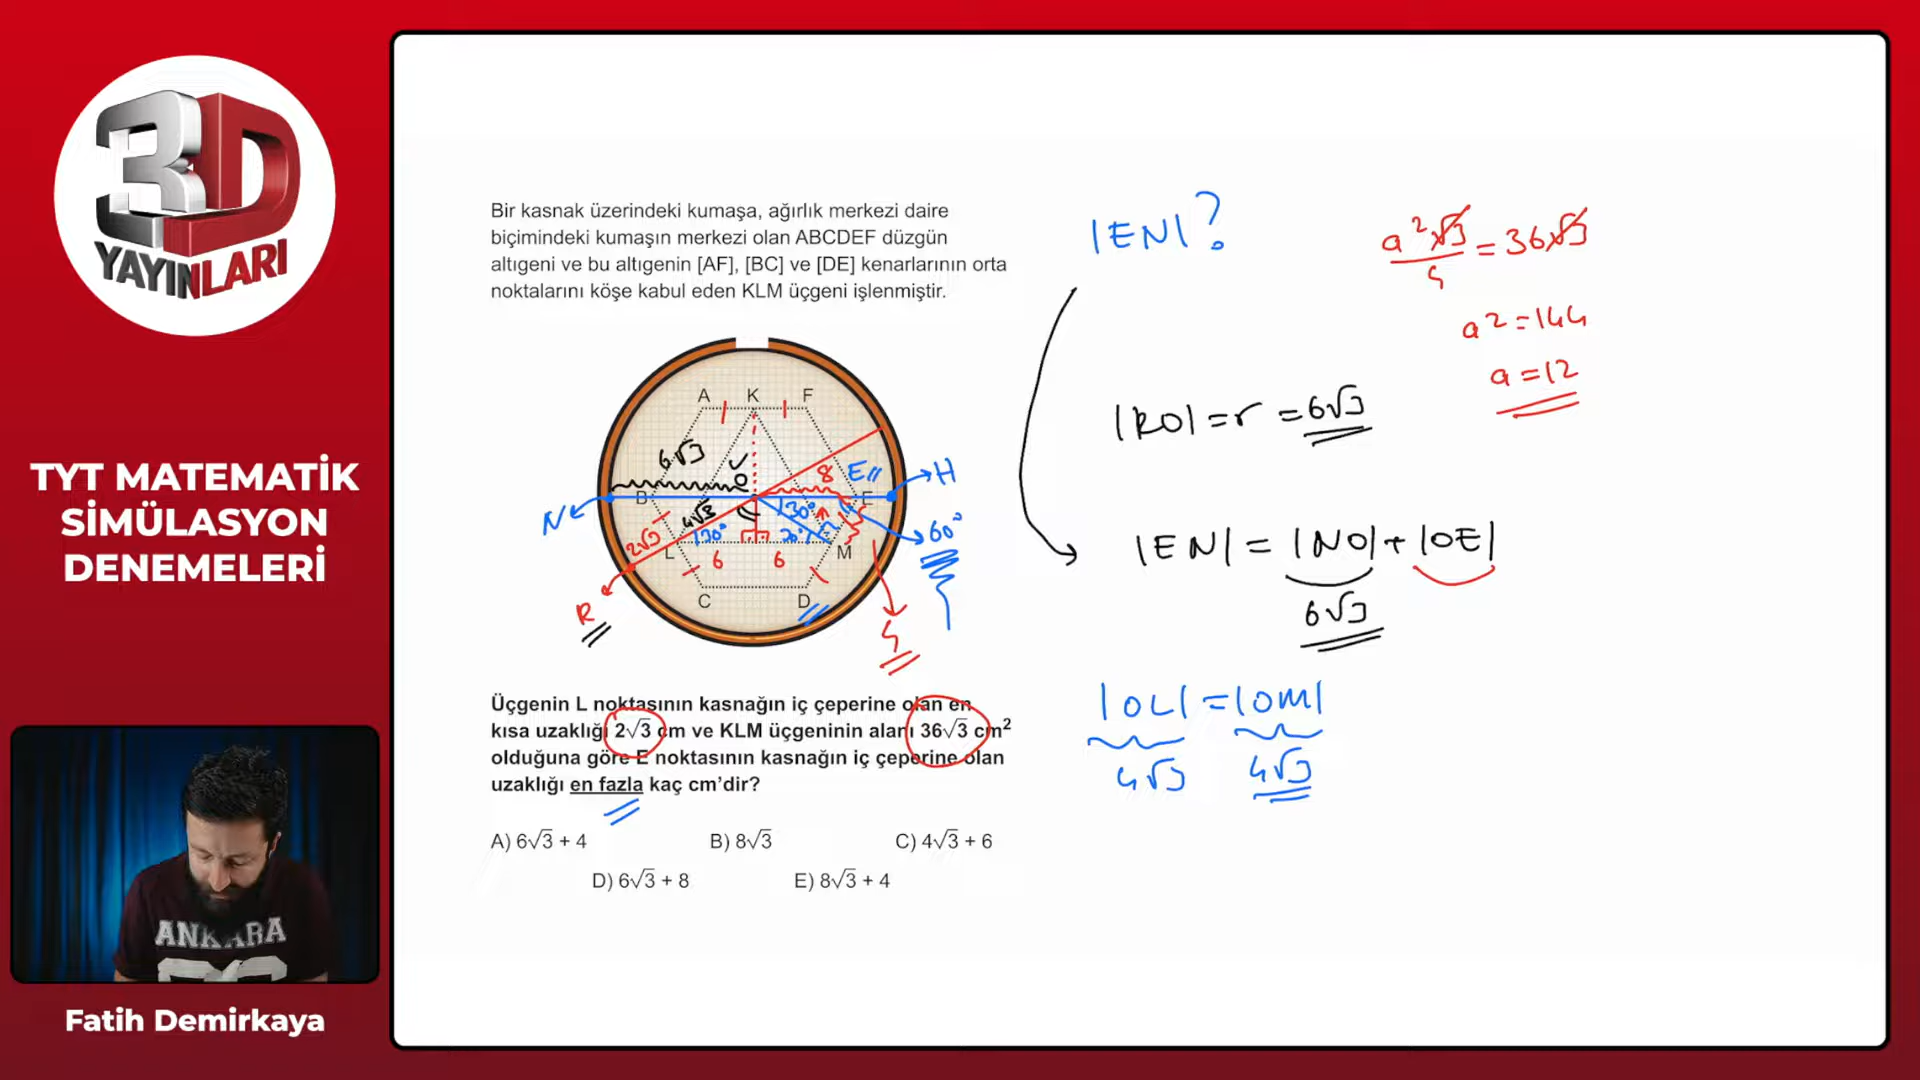 3D
YAYINLARI
TYT MATEMATİK
SİMÜLASYON
DENEMELERİ
ANKARA
Fatih Demirkaya
Bir kasnak üzerindeki kumaşa, ağırlık merkezi daire
biçimindeki kumaşın merkezi olan ABCDEF düzgün
altıgeni ve bu altıgenin [AF], [BC] ve [DE] kenarlarının orta
noktalarını köşe kabul eden KLM üçgeni işlenmiştir.
A K F
6√3 O
8 E H
B E
N 4√3 30° 60°
2√3 30° 30°
L 6 6 M
R C D 4
Üçgenin L noktasının kasnağın iç çeperine olan en
kısa uzaklığı 2√3 cm ve KLM üçgeninin alanı 36√3 cm²
olduğuna göre E noktasının kasnağın iç çeperine olan
uzaklığı en fazla kaç cm'dir?
A) 6√3 + 4 B) 8√3 C) 4√3 + 6
D) 6√3 + 8 E) 8√3 + 4
|EN|?
a²√3 / 4 = 36√3
a² = 144
a = 12
|RO| = r = 6√3
|EN| = |NO| + |OE|
6√3
|OL| = |OM|
4√3 4√3